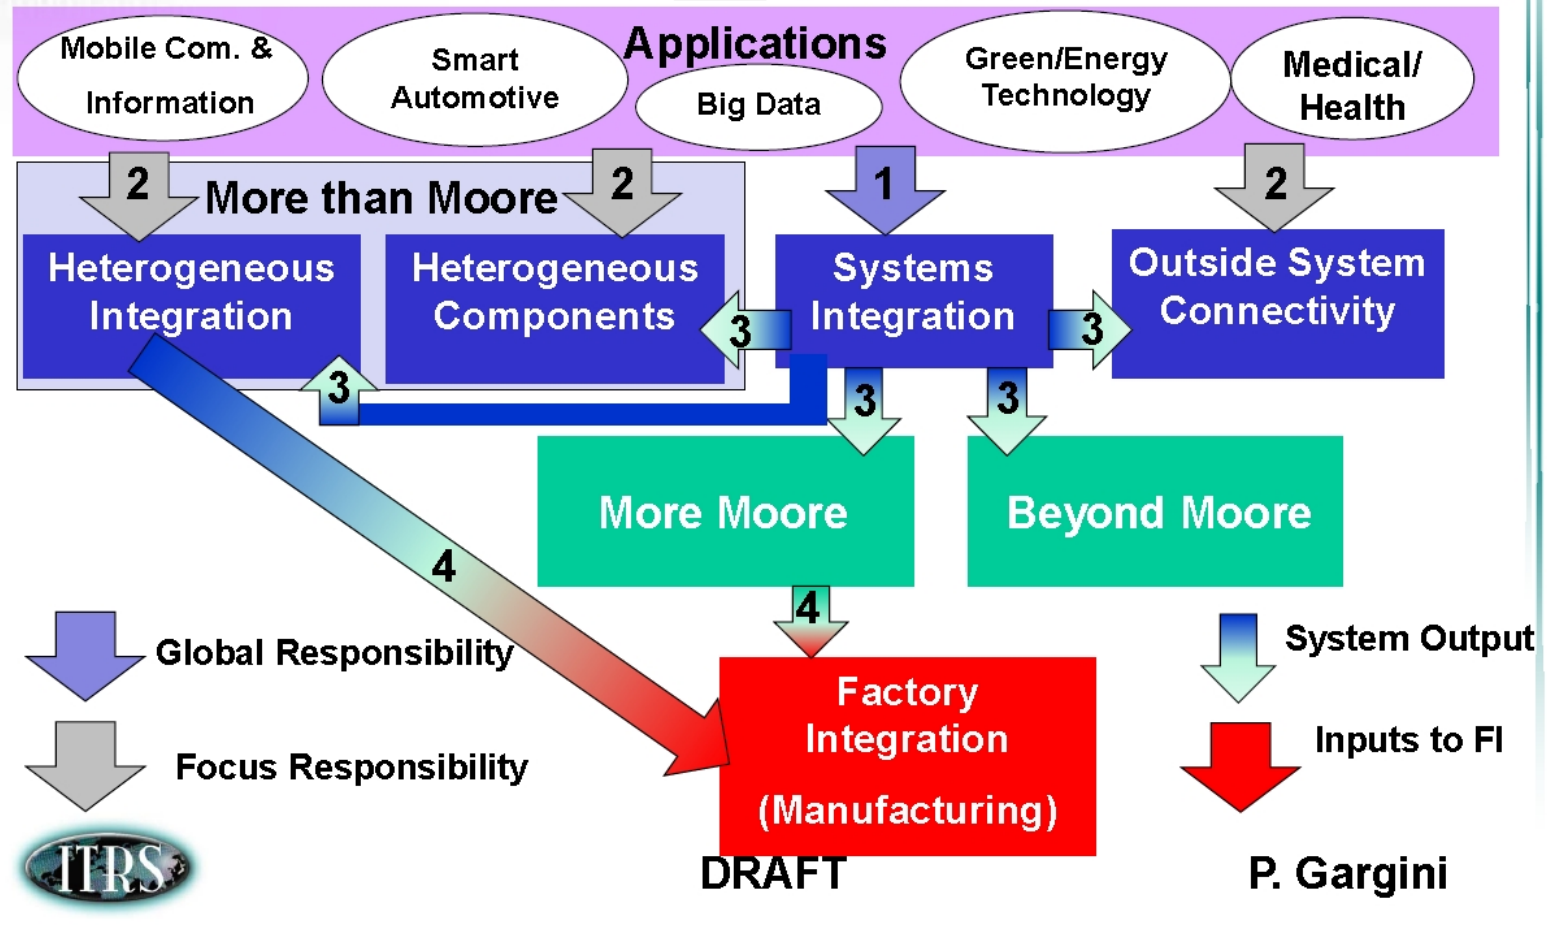 Applications
Mobile Com. &
Information
Smart
Automotive
Big Data
Green/Energy
Technology
Medical/
Health
2
More than Moore
2
1
2
Heterogeneous
Integration
Heterogeneous
Components
Systems
Integration
Outside System
Connectivity
3
3
3
3
3
More Moore
Beyond Moore
4
4
Global Responsibility
Focus Responsibility
Factory
Integration
(Manufacturing)
System Output
Inputs to FI
ITRS
DRAFT
P. Gargini